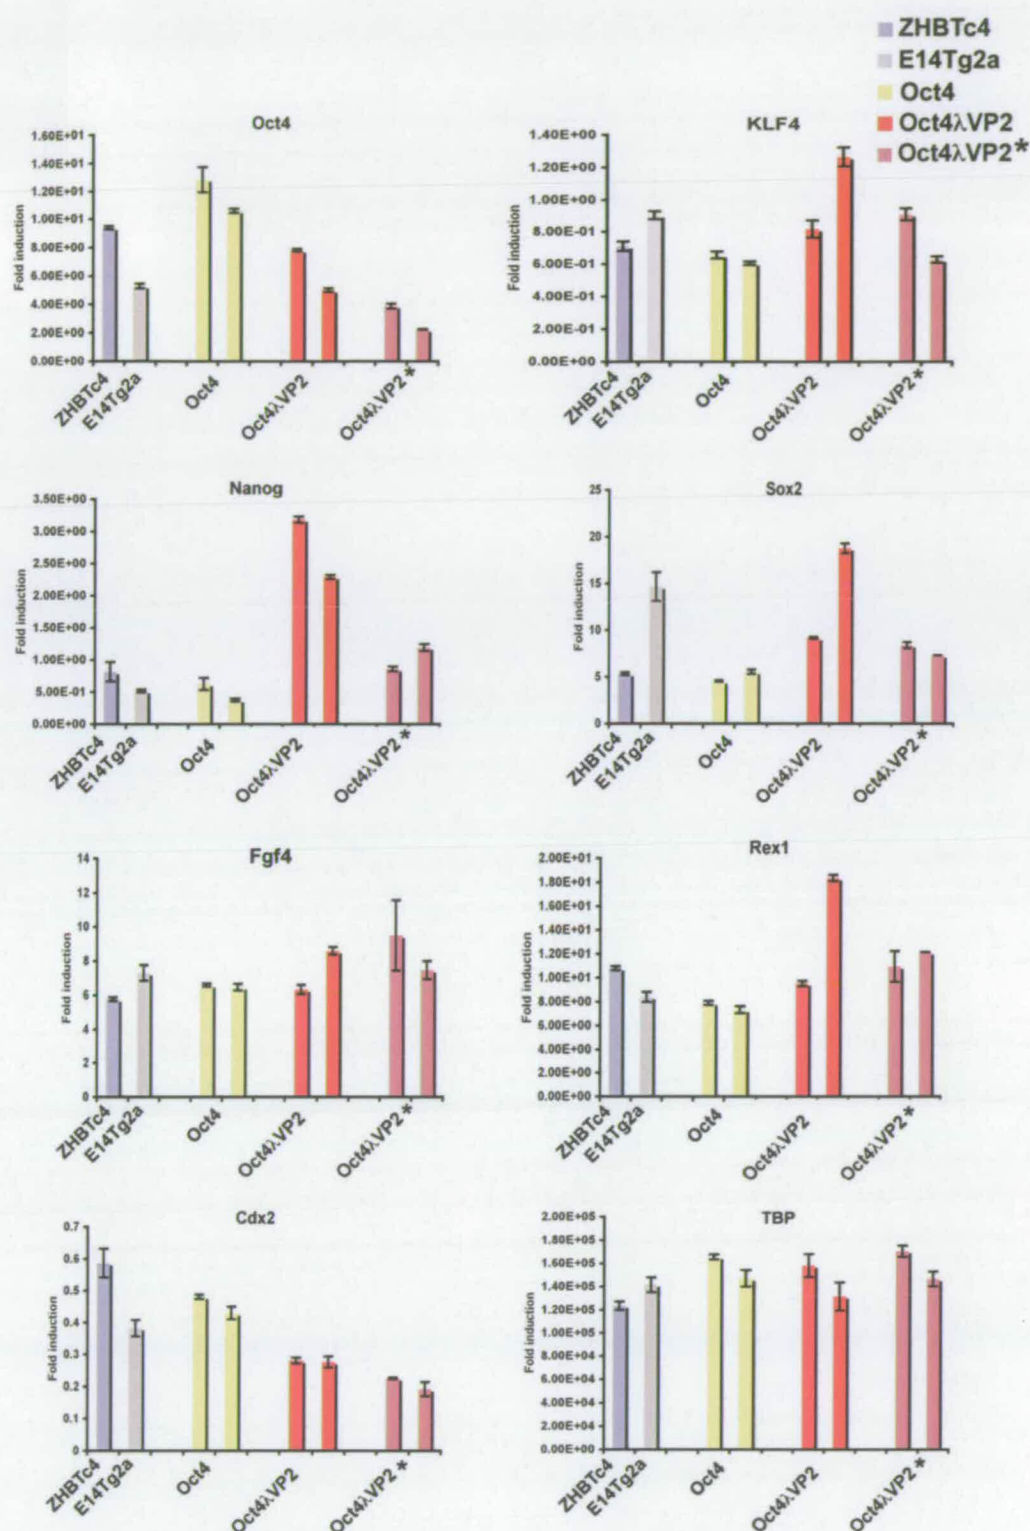 ZHBTc4
E14Tg2a
Oct4
Oct4λVP2
Oct4λVP2*
Oct4
Fold induction
1.60E+01
1.40E+01
1.20E+01
1.00E+01
8.00E+00
6.00E+00
4.00E+00
2.00E+00
0.00E+00
ZHBTc4
E14Tg2a
Oct4
Oct4λVP2
Oct4λVP2*
KLF4
Fold induction
1.40E+00
1.20E+00
1.00E+00
8.00E-01
6.00E-01
4.00E-01
2.00E-01
0.00E+00
ZHBTc4
E14Tg2a
Oct4
Oct4λVP2
Oct4λVP2*
Nanog
Fold induction
3.50E+00
3.00E+00
2.50E+00
2.00E+00
1.50E+00
1.00E+00
5.00E-01
0.00E+00
ZHBTc4
E14Tg2a
Oct4
Oct4λVP2
Oct4λVP2*
Sox2
Fold induction
25
20
15
10
5
0
ZHBTc4
E14Tg2a
Oct4
Oct4λVP2
Oct4λVP2*
Fgf4
Fold induction
14
12
10
8
6
4
2
0
ZHBTc4
E14Tg2a
Oct4
Oct4λVP2
Oct4λVP2*
Rex1
Fold induction
2.00E+01
1.80E+01
1.60E+01
1.40E+01
1.20E+01
1.00E+01
8.00E+00
6.00E+00
4.00E+00
2.00E+00
0.00E+00
ZHBTc4
E14Tg2a
Oct4
Oct4λVP2
Oct4λVP2*
Cdx2
Fold induction
0.7
0.6
0.5
0.4
0.3
0.2
0.1
0
ZHBTc4
E14Tg2a
Oct4
Oct4λVP2
Oct4λVP2*
TBP
Fold induction
2.00E+05
1.80E+05
1.60E+05
1.40E+05
1.20E+05
1.00E+05
8.00E+04
6.00E+04
4.00E+04
2.00E+04
0.00E+00
ZHBTc4
E14Tg2a
Oct4
Oct4λVP2
Oct4λVP2*